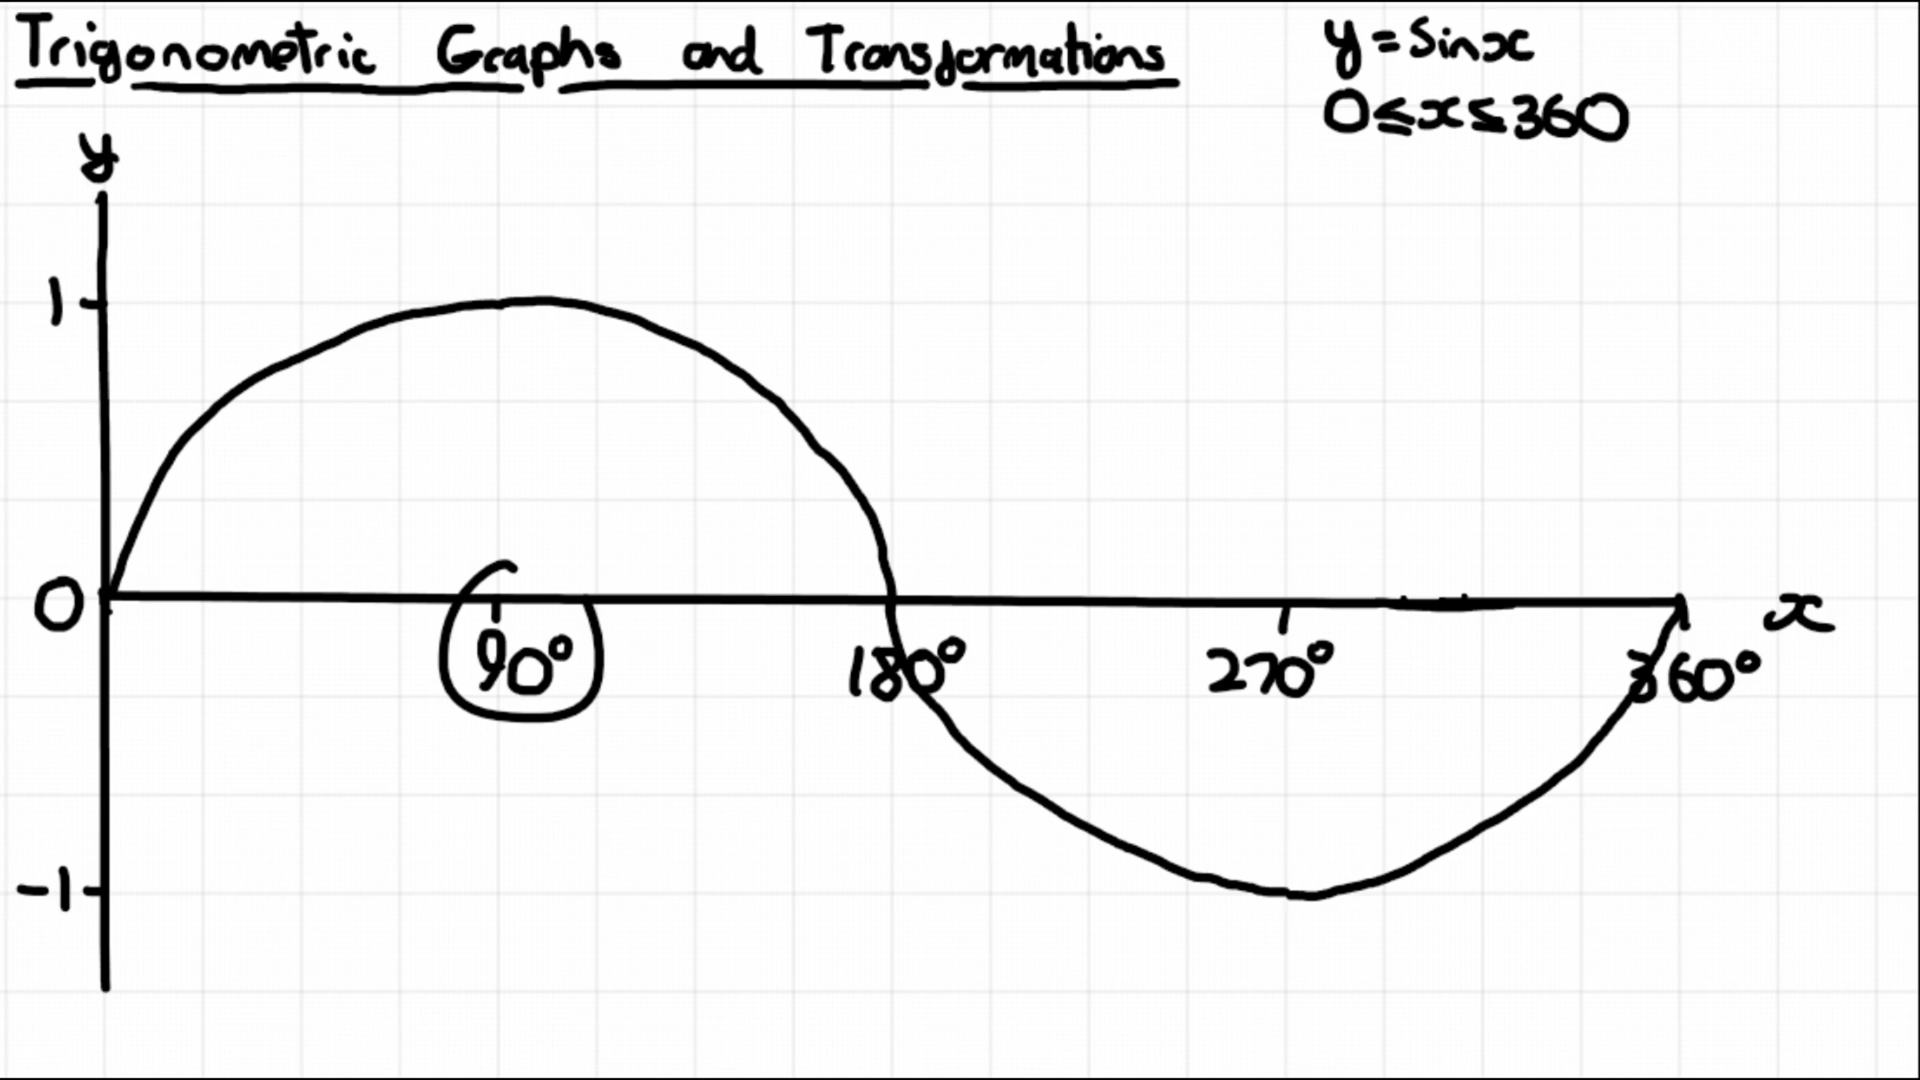 Trigonometric Graphs and Transformations
y = sinx
0≤x≤360
y
1
0
90° 180° 270° 360° x
-1